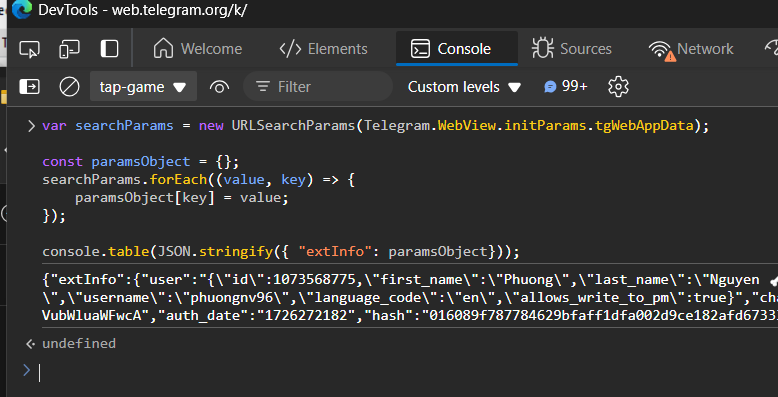 DevTools - web.telegram.org/k/
Welcome Elements Console Sources Network
tap-game Filter Custom levels 99+
> var searchParams = new URLSearchParams(Telegram.WebView.initParams.tgWebAppData);
const paramsObject = {};
searchParams.forEach((value, key) => {
paramsObject[key] = value;
});
console.table(JSON.stringify({ "extInfo": paramsObject}));
{"extInfo":{"user":"{\"id\":1073568775,\"first_name\":\"Phuong\",\"last_name\":\"Nguyen
\",\"username\":\"phuongnv96\",\"language_code\":\"en\",\"allows_write_to_pm\":true}","cha
VubWluaWFwcA","auth_date":"1726272182","hash":"016089f787784629bfaff1dfa002d9ce182afd6733
undefined
>